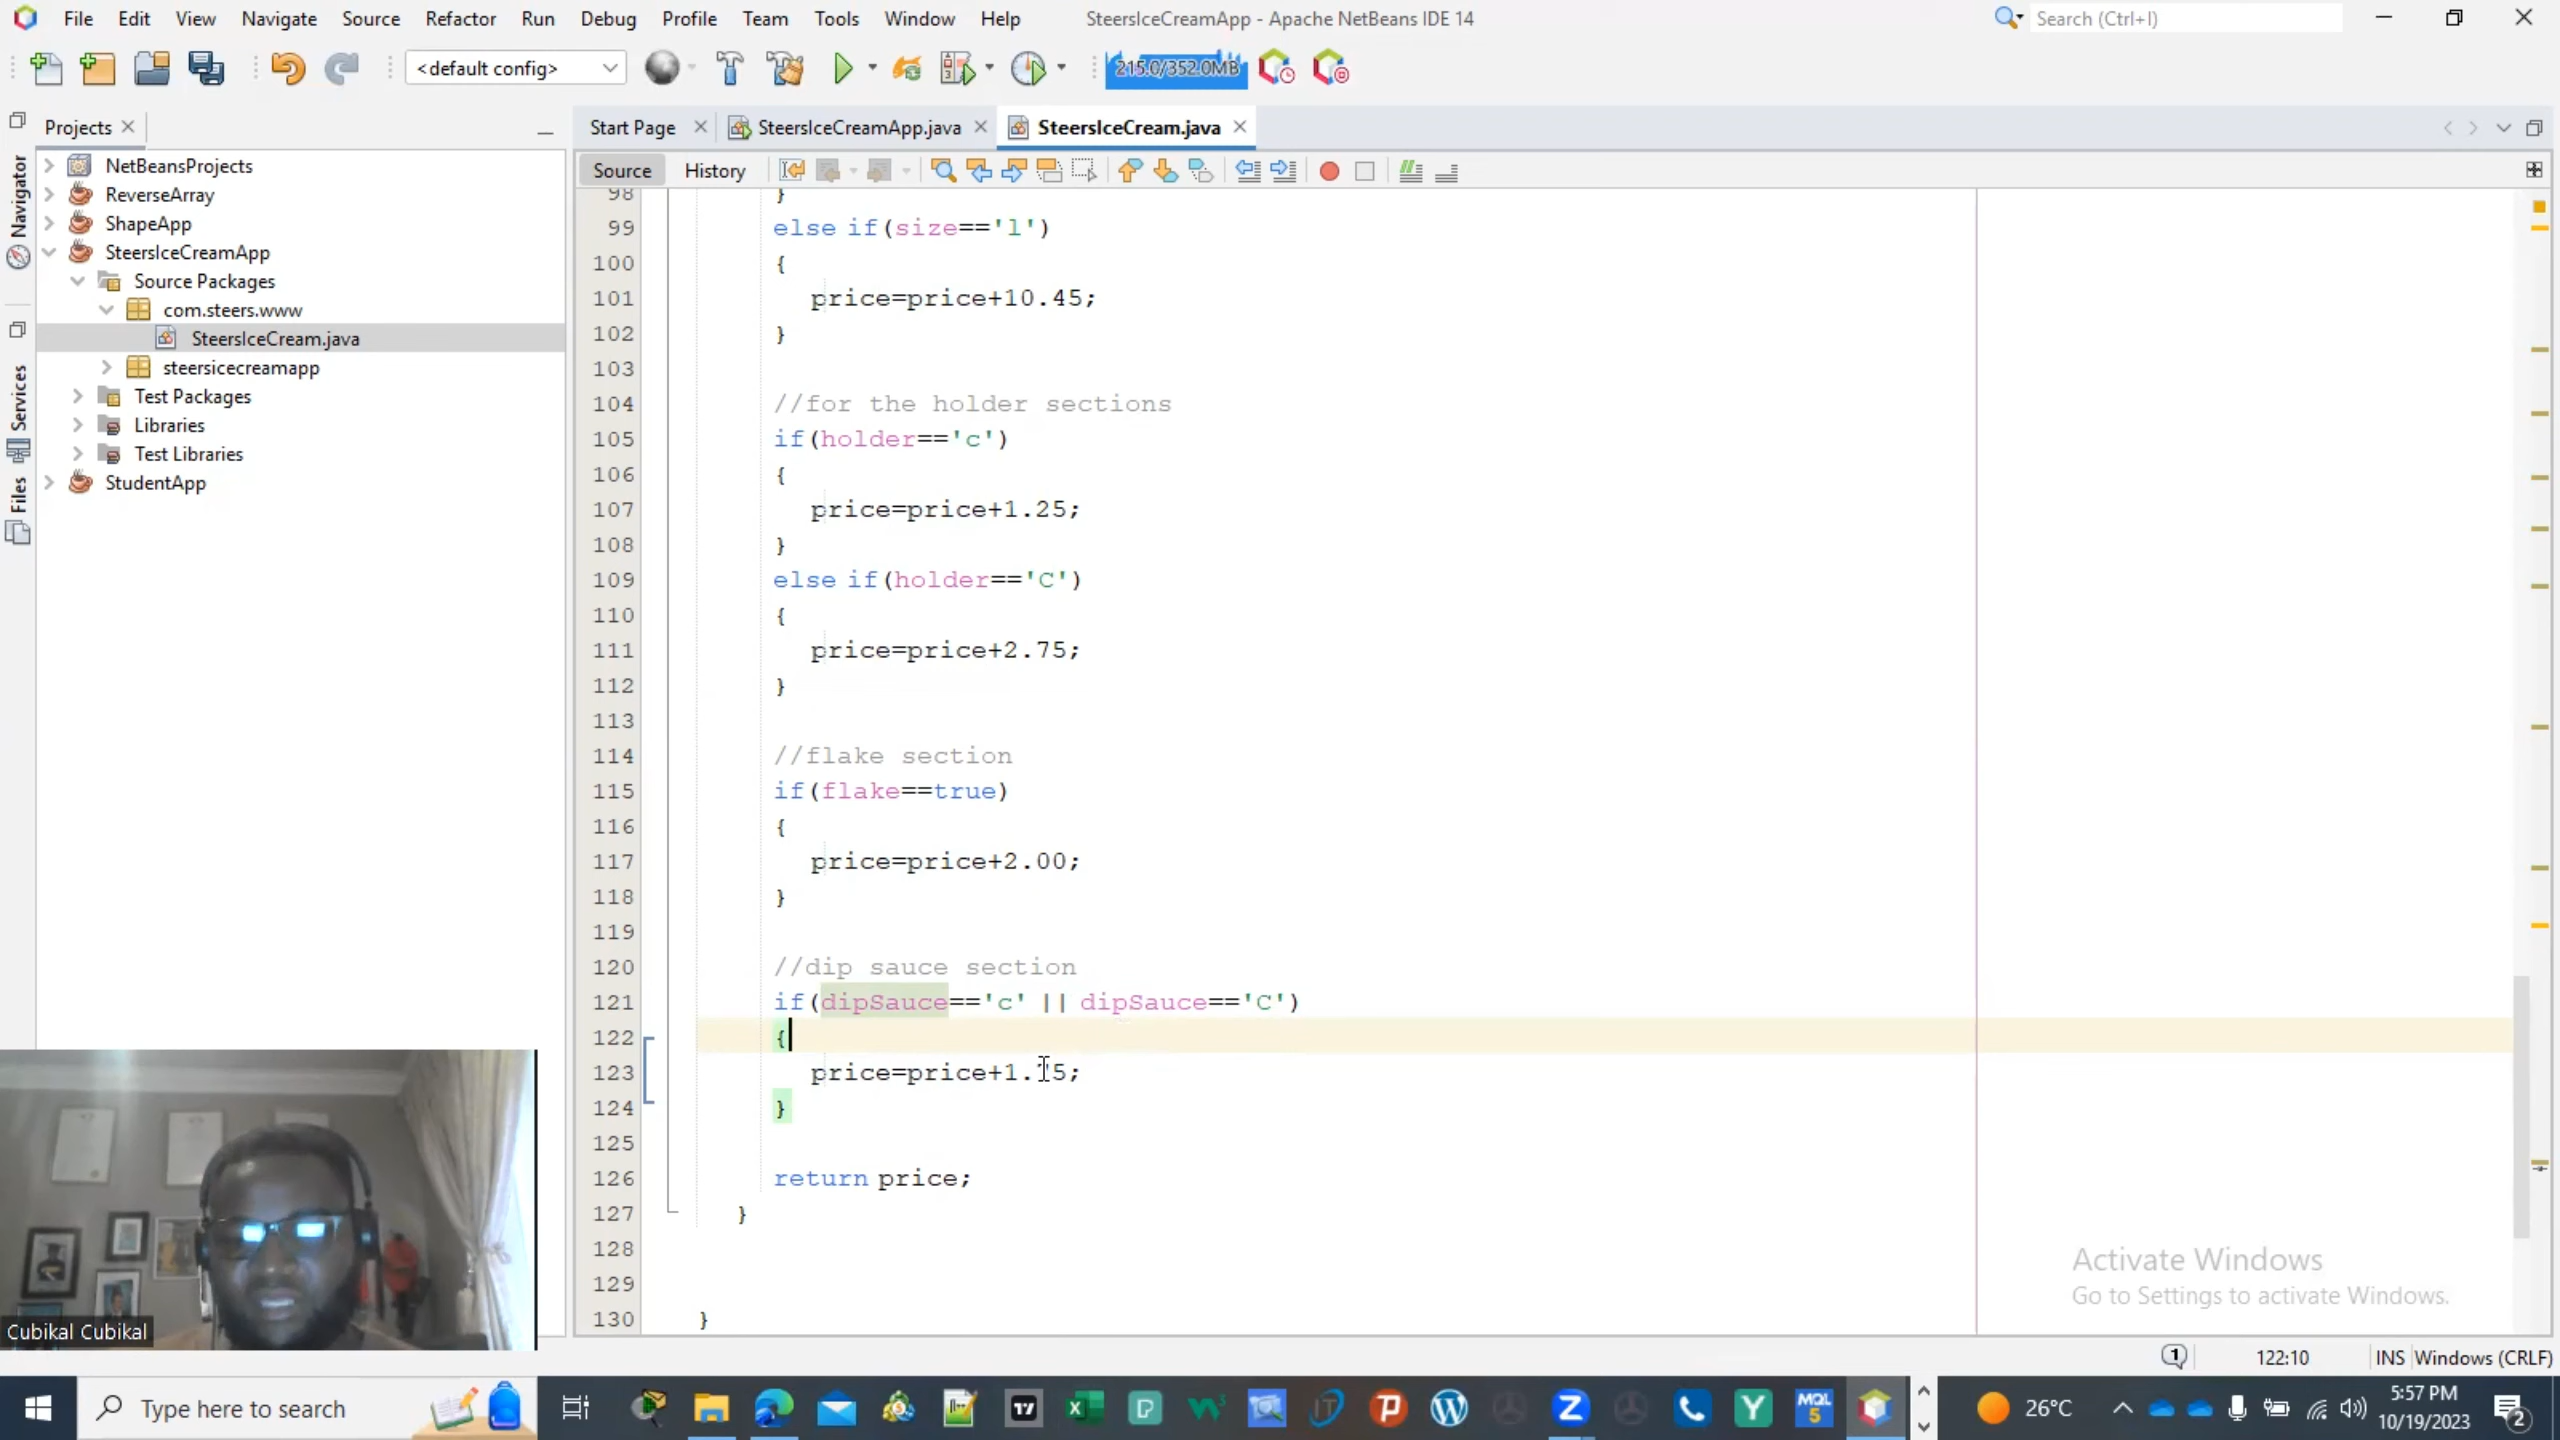 File Edit View Navigate Source Refactor Run Debug Profile Team Tools Window Help SteersIceCreamApp - Apache NetBeans IDE 14 Search (Ctrl+I)
<default config> 215.0/352.0MB
Projects Start Page SteersIceCreamApp.java SteersIceCream.java
Navigator
Services
Files
NetBeansProjects
ReverseArray
ShapeApp
SteersIceCreamApp
Source Packages
com.steers.www
SteersIceCream.java
steersicecreamapp
Test Packages
Libraries
Test Libraries
StudentApp
Source History
98 }
99 else if(size=='l')
100 {
101 price=price+10.45;
102 }
103
104 //for the holder sections
105 if(holder=='c')
106 {
107 price=price+1.25;
108 }
109 else if(holder=='C')
110 {
111 price=price+2.75;
112 }
113
114 //flake section
115 if(flake==true)
116 {
117 price=price+2.00;
118 }
119
120 //dip sauce section
121 if(dipSauce=='c' || dipSauce=='C')
122 {
123
124 }
125
126 return price;
127 }
128
129
130 }
Activate Windows
Go to Settings to activate Windows.
Cubikal Cubikal
1 122:10 INS Windows (CRLF)
Type here to search
26°C
5:57 PM
10/19/2023
2
MQL
5